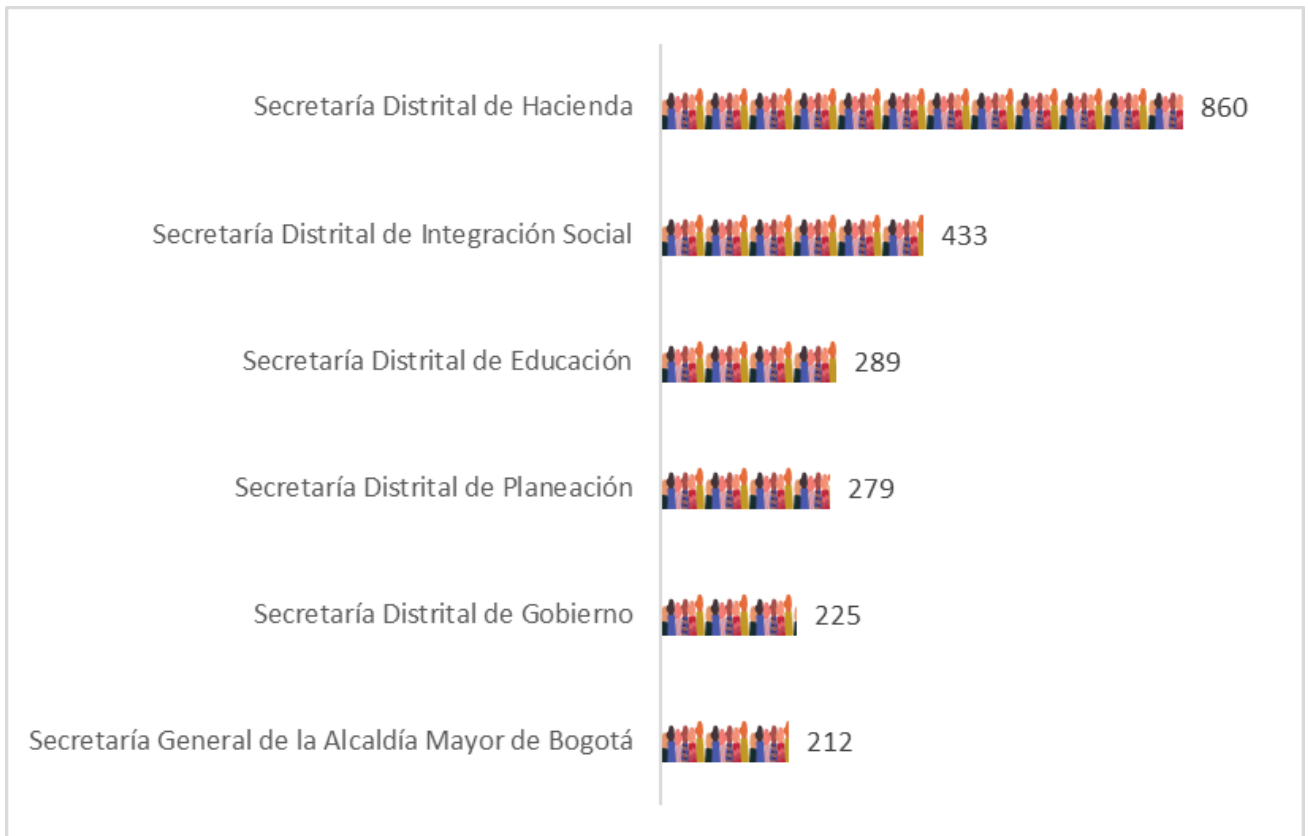 Secretaría Distrital de Hacienda 860
Secretaría Distrital de Integración Social 433
Secretaría Distrital de Educación 289
Secretaría Distrital de Planeación 279
Secretaría Distrital de Gobierno 225
Secretaría General de la Alcaldía Mayor de Bogotá 212